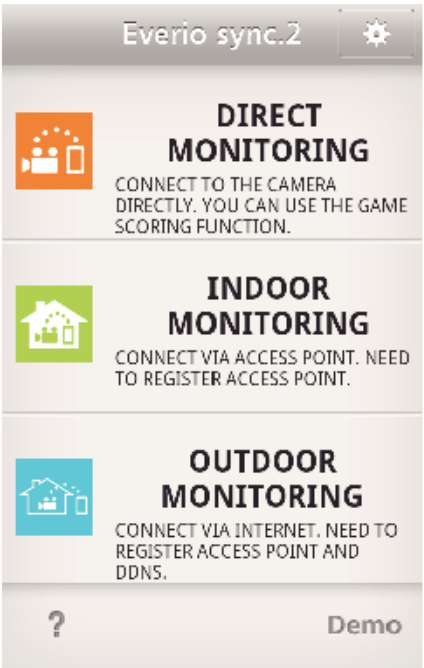 Everio sync.2
DIRECT
MONITORING
CONNECT TO THE CAMERA
DIRECTLY. YOU CAN USE THE GAME
SCORING FUNCTION.
INDOOR
MONITORING
CONNECT VIA ACCESS POINT. NEED
TO REGISTER ACCESS POINT.
OUTDOOR
MONITORING
CONNECT VIA INTERNET. NEED TO
REGISTER ACCESS POINT AND
DDNS.
? Demo